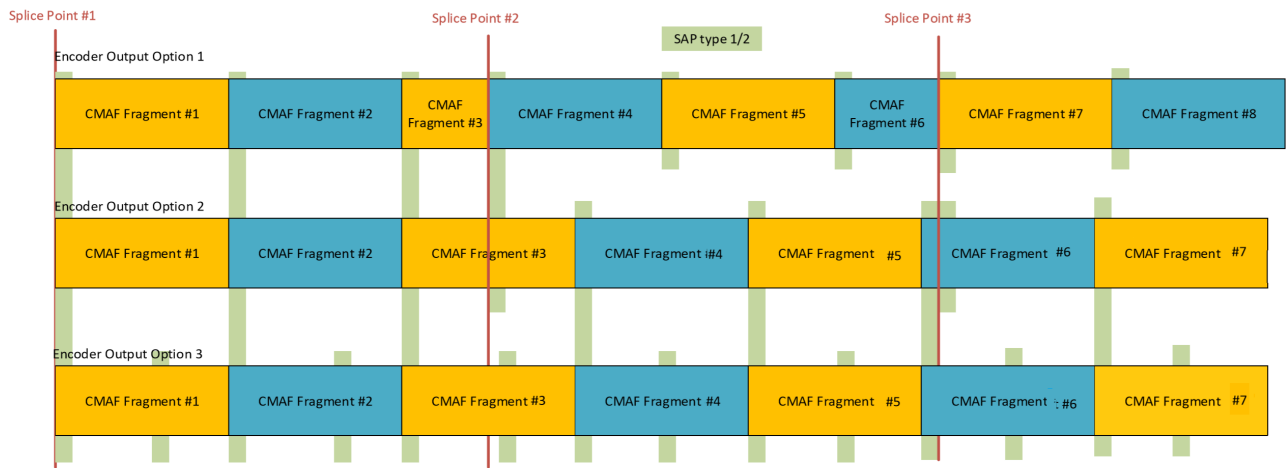 Splice Point #1
Splice Point #2
Splice Point #3
SAP type 1/2
Encoder Output Option 1
CMAF Fragment #1
CMAF Fragment #2
CMAF
Fragment #3
CMAF Fragment #4
CMAF Fragment #5
CMAF
Fragment #6
CMAF Fragment #7
CMAF Fragment #8
Encoder Output Option 2
CMAF Fragment #1
CMAF Fragment #2
CMAF Fragment #3
CMAF Fragment #4
CMAF Fragment #5
CMAF Fragment #6
CMAF Fragment #7
Encoder Output Option 3
CMAF Fragment #1
CMAF Fragment #2
CMAF Fragment #3
CMAF Fragment #4
CMAF Fragment #5
CMAF Fragment #6
CMAF Fragment #7